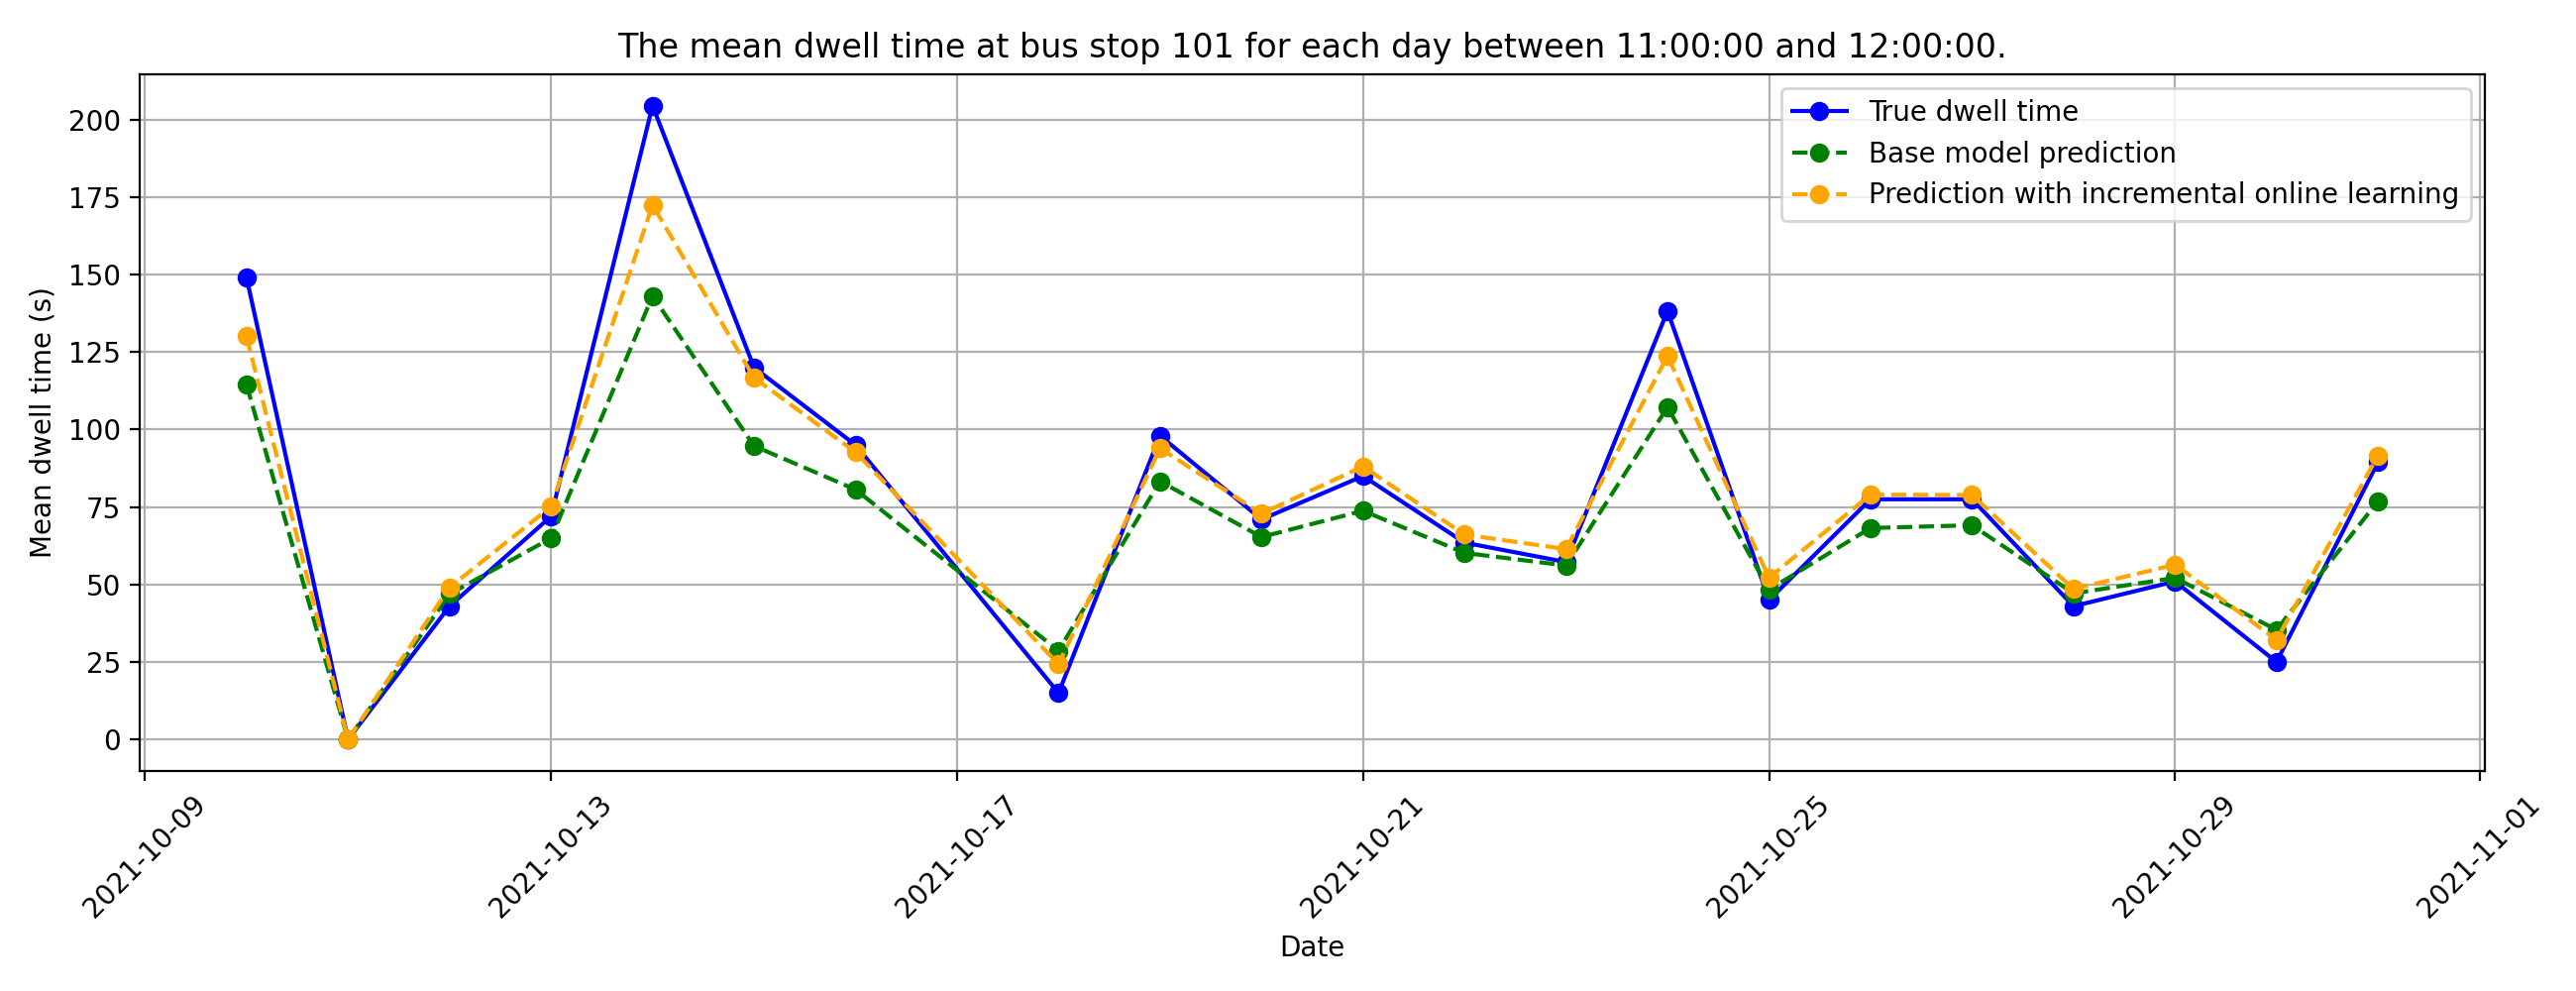 The mean dwell time at bus stop 101 for each day between 11:00:00 and 12:00:00.
True dwell time
Base model prediction
Prediction with incremental online learning
Mean dwell time (s)
200
175
150
125
100
75
50
25
0
2021-10-09
2021-10-13
2021-10-17
2021-10-21
2021-10-25
2021-10-29
2021-11-01
Date